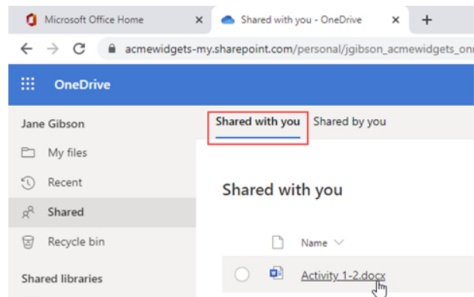 Microsoft Office Home
Shared with you - OneDrive
acmewidgets-my.sharepoint.com/personal/jgibson_acmewidgets_on
OneDrive
Jane Gibson
My files
Recent
Shared
Recycle bin
Shared libraries
Shared with you Shared by you
Shared with you
Name
Activity 1-2.docx